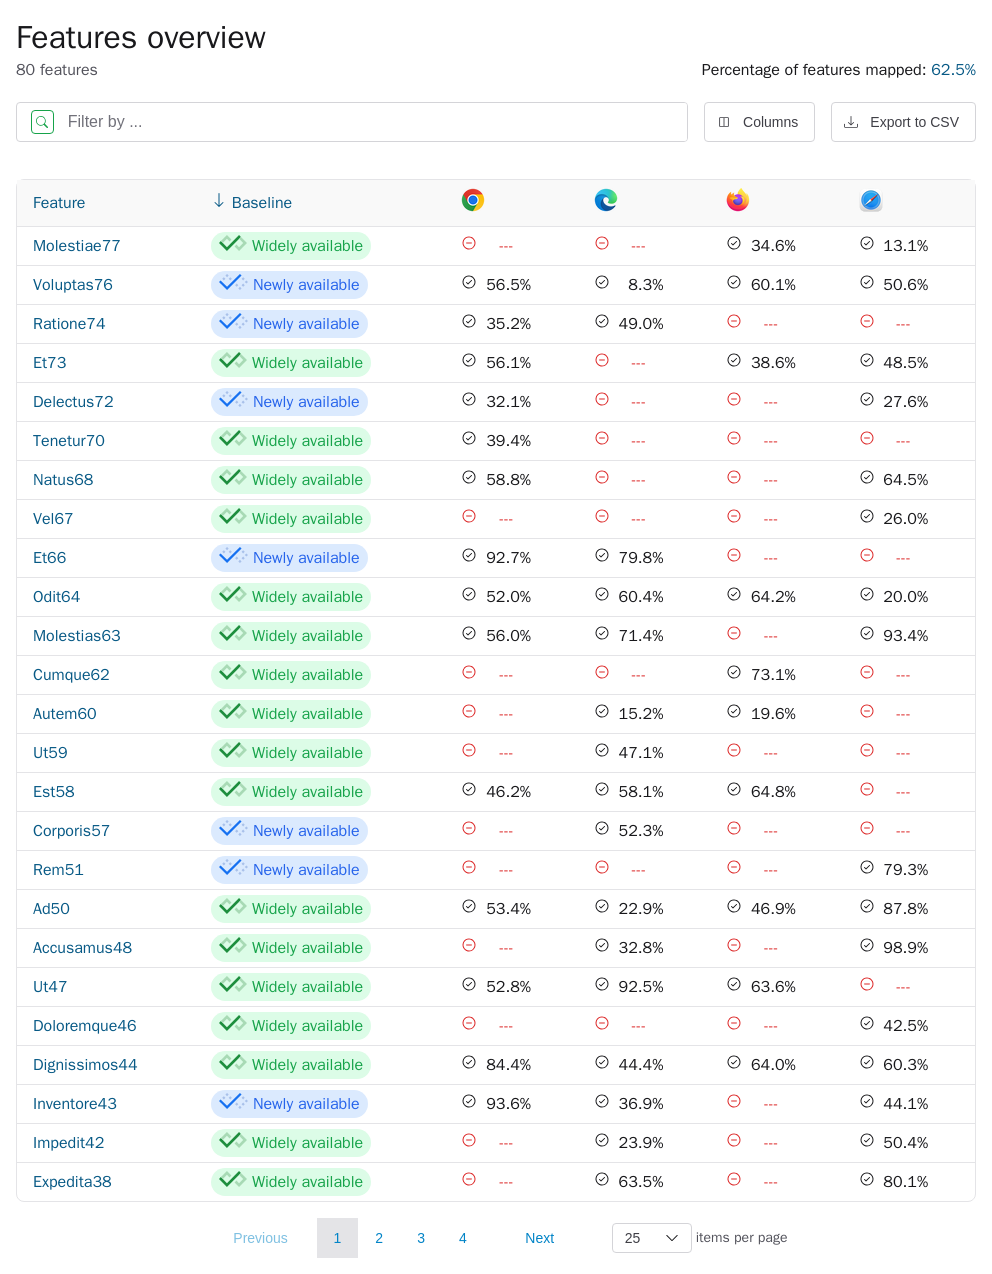 Features overview
80 features
Percentage of features mapped: 62.5%
Filter by ...
Columns
Export to CSV
Feature Baseline
Molestiae77 Widely available --- --- 34.6% 13.1%
Voluptas76 Newly available 56.5% 8.3% 60.1% 50.6%
Ratione74 Newly available 35.2% 49.0% --- ---
Et73 Widely available 56.1% --- 38.6% 48.5%
Delectus72 Newly available 32.1% --- --- 27.6%
Tenetur70 Widely available 39.4% --- --- ---
Natus68 Widely available 58.8% --- --- 64.5%
Vel67 Widely available --- --- --- 26.0%
Et66 Newly available 92.7% 79.8% --- ---
Odit64 Widely available 52.0% 60.4% 64.2% 20.0%
Molestias63 Widely available 56.0% 71.4% --- 93.4%
Cumque62 Widely available --- --- 73.1% ---
Autem60 Widely available --- 15.2% 19.6% ---
Ut59 Widely available --- 47.1% --- ---
Est58 Widely available 46.2% 58.1% 64.8% ---
Corporis57 Newly available --- 52.3% --- ---
Rem51 Newly available --- --- --- 79.3%
Ad50 Widely available 53.4% 22.9% 46.9% 87.8%
Accusamus48 Widely available --- 32.8% --- 98.9%
Ut47 Widely available 52.8% 92.5% 63.6% ---
Doloremque46 Widely available --- --- --- 42.5%
Dignissimos44 Widely available 84.4% 44.4% 64.0% 60.3%
Inventore43 Newly available 93.6% 36.9% --- 44.1%
Impedit42 Widely available --- 23.9% --- 50.4%
Expedita38 Widely available --- 63.5% --- 80.1%
Previous 1 2 3 4 Next 25 items per page